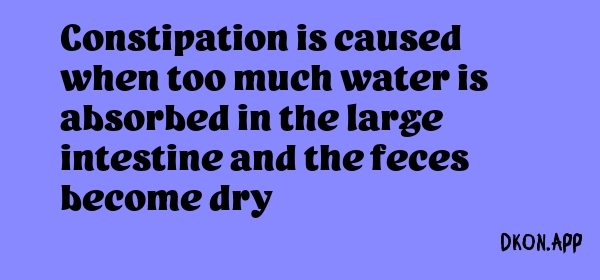 Constipation is caused
when too much water is
absorbed in the large
intestine and the feces
become dry
DKON.APP